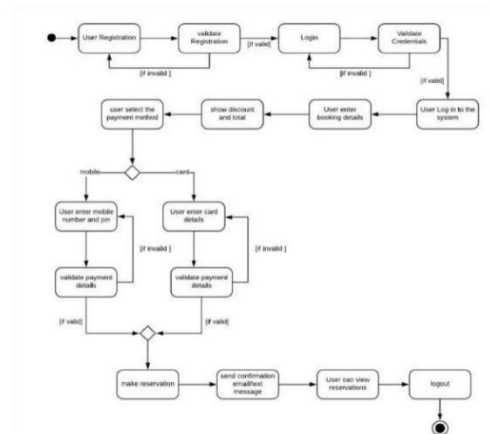 User Registration
validate
Registration
[if valid]
Login
Validate
Credentials
[if invalid ]
[if invalid ]
[if valid]
user select the
payment method
show discount
and total
User enter
booking details
User Log in to the
system
mobile
card
User enter mobile
number and pin
User enter card
details
[if invalid ]
[if invalid ]
validate payment
details
validate payment
details
[if valid]
[if valid]
make reservation
send confirmation
email/text
message
User can view
reservations
logout